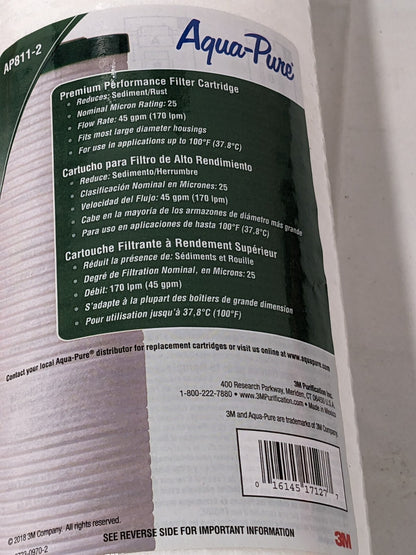 AP811-2
Aqua-Pure®
Premium Performance Filter Cartridge
• Reduces: Sediment/Rust
• Nominal Micron Rating: 25
• Flow Rate: 45 gpm (170 lpm)
• Fits most large diameter housings
• For use in applications up to 100°F (37.8°C)
Cartucho para Filtro de Alto Rendimiento
• Reduce: Sedimento/Herrumbre
• Clasificación Nominal en Micrones: 25
• Velocidad del Flujo: 45 gpm (170 lpm)
• Cabe en la mayoría de los armazones de diámetro más grande
• Para uso en aplicaciones de hasta 100°F (37.8°C)
Cartouche Filtrante à Rendement Supérieur
• Réduit la présence de: Sédiments et Rouille
• Degré de Filtration Nominal, en Microns: 25
• Débit: 170 lpm (45 gpm)
• S'adapte à la plupart des boîtiers de grande dimension
• Pour utilisation jusqu'à 37,8°C (100°F)
Contact your local Aqua-Pure® distributor for replacement cartridges or visit us online at www.aquapure.com
3M Purification Inc.
400 Research Parkway, Meriden, CT 06450 U.S.A.
1-800-222-7880 • www.3MPurification.com • Made in Mexico
3M and Aqua-Pure are trademarks of 3M Company.
0 16145 17127 7
© 2018 3M Company. All rights reserved.
-0970-2
SEE REVERSE SIDE FOR IMPORTANT INFORMATION
3M